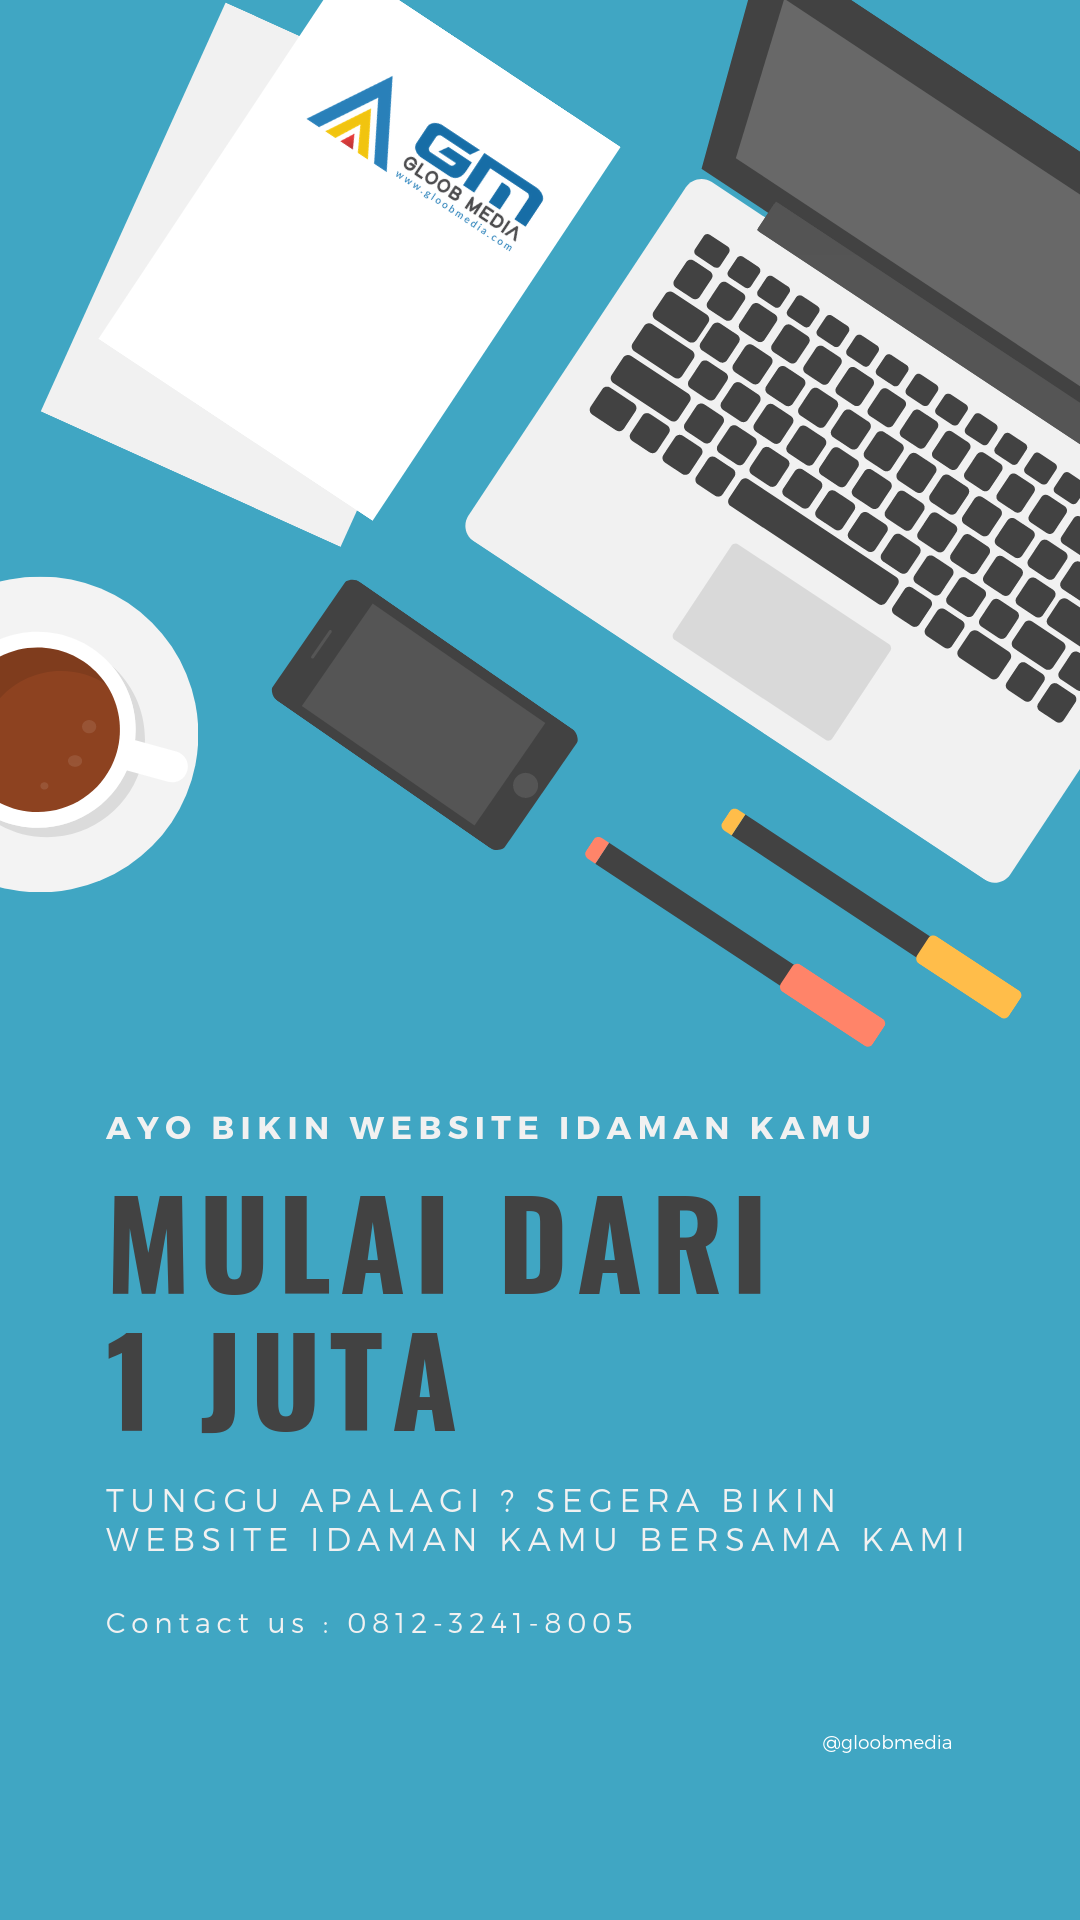 GM
GLOOB MEDIA
www.gloobmedia.com
AYO BIKIN WEBSITE IDAMAN KAMU
MULAI DARI
1 JUTA
TUNGGU APALAGI ? SEGERA BIKIN
WEBSITE IDAMAN KAMU BERSAMA KAMI
Contact us : 0812-3241-8005
@gloobmedia